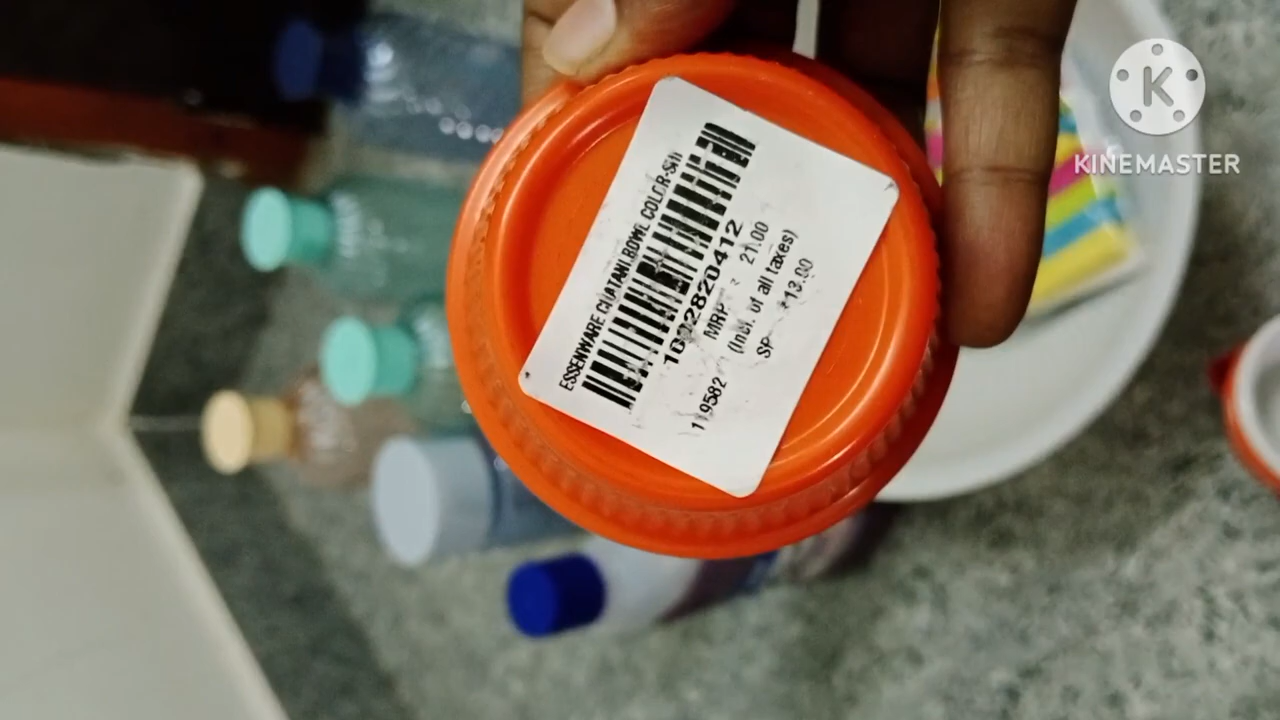 ESSENWARE CHATANI BOWL COLOR-SM
1002820412
MRP ₹ 21.00
(Incl. of all taxes)
119582 SP 13.00
KINEMASTER